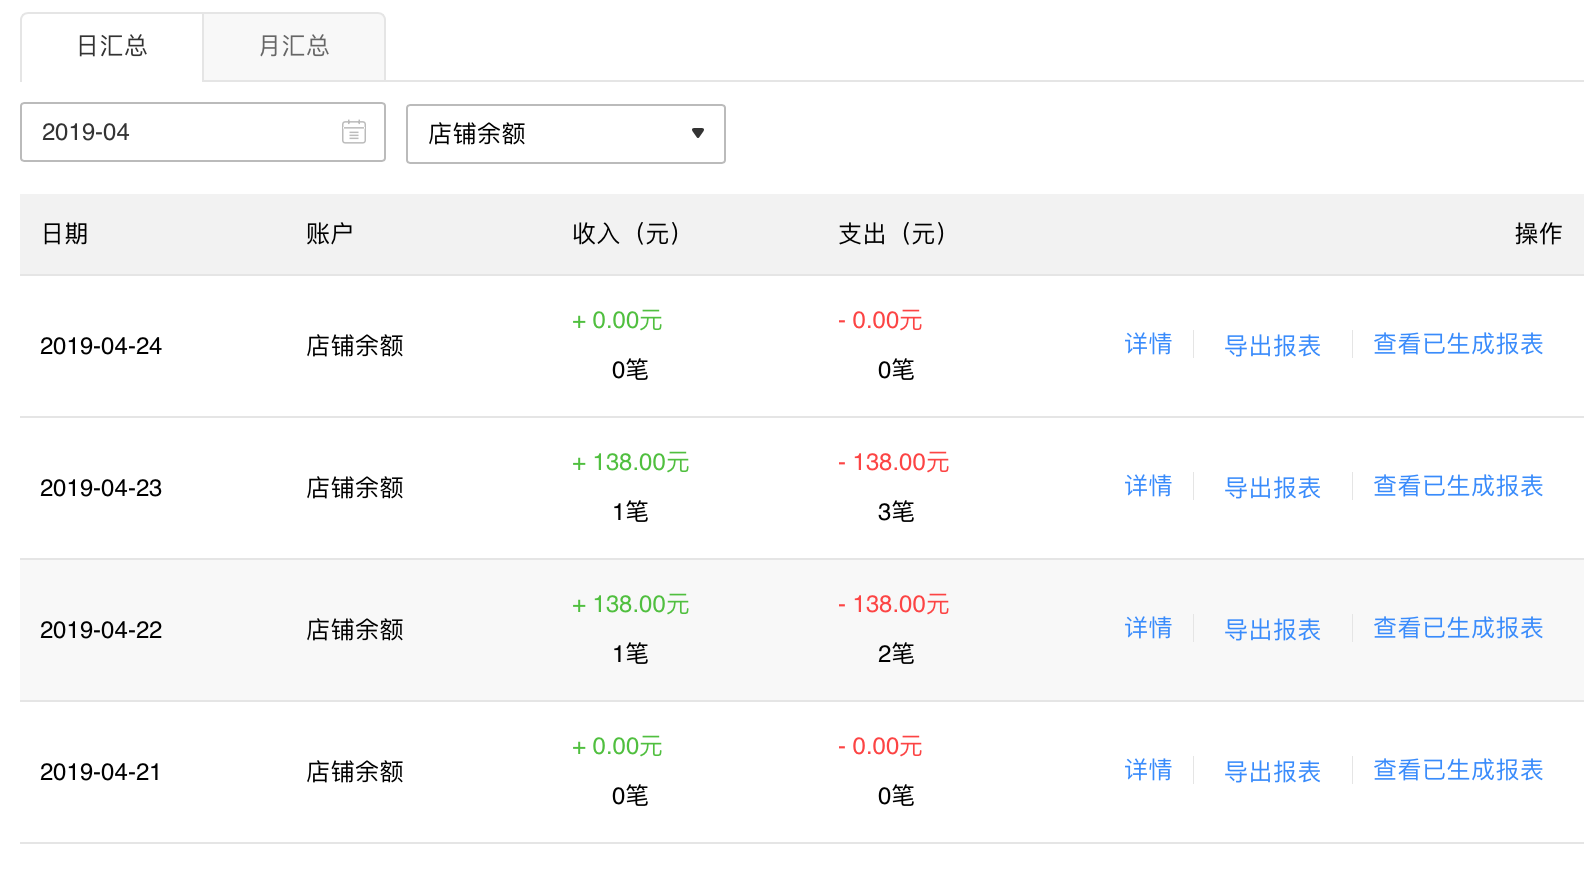 日汇总 月汇总
2019-04 店铺余额
日期 账户 收入（元） 支出（元） 操作
+ 0.00元 - 0.00元
2019-04-24 店铺余额 详情 导出报表 查看已生成报表
0笔 0笔
+ 138.00元 - 138.00元
2019-04-23 店铺余额 详情 导出报表 查看已生成报表
1笔 3笔
+ 138.00元 - 138.00元
2019-04-22 店铺余额 详情 导出报表 查看已生成报表
1笔 2笔
+ 0.00元 - 0.00元
2019-04-21 店铺余额 详情 导出报表 查看已生成报表
0笔 0笔